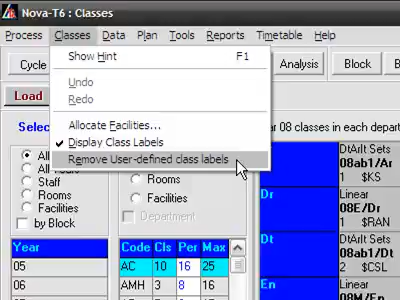 Nova-T6 : Classes
Process Classes Data Plan Tools Reports Timetable Help
Show Hint F1
Cycle Analysis Block
Undo
Redo
Load
Allocate Facilities...
Display Class Labels
Remove User-defined class labels
Selec
ar 08 classes in each depar
All
Staff
Rooms
Facilities
by Block
Rooms
Facilities
Department
DtArlt Sets
08ab1/Ar
1 $KS
Dr Linear
08E/Dr
1 $RAN
Dt DtArlt Sets
08ab1/Dt
1 $CSL
En Linear
08M/En
Year
05
06
Code Cls Per Max
AC 10 16 25
AMH 3 8 16